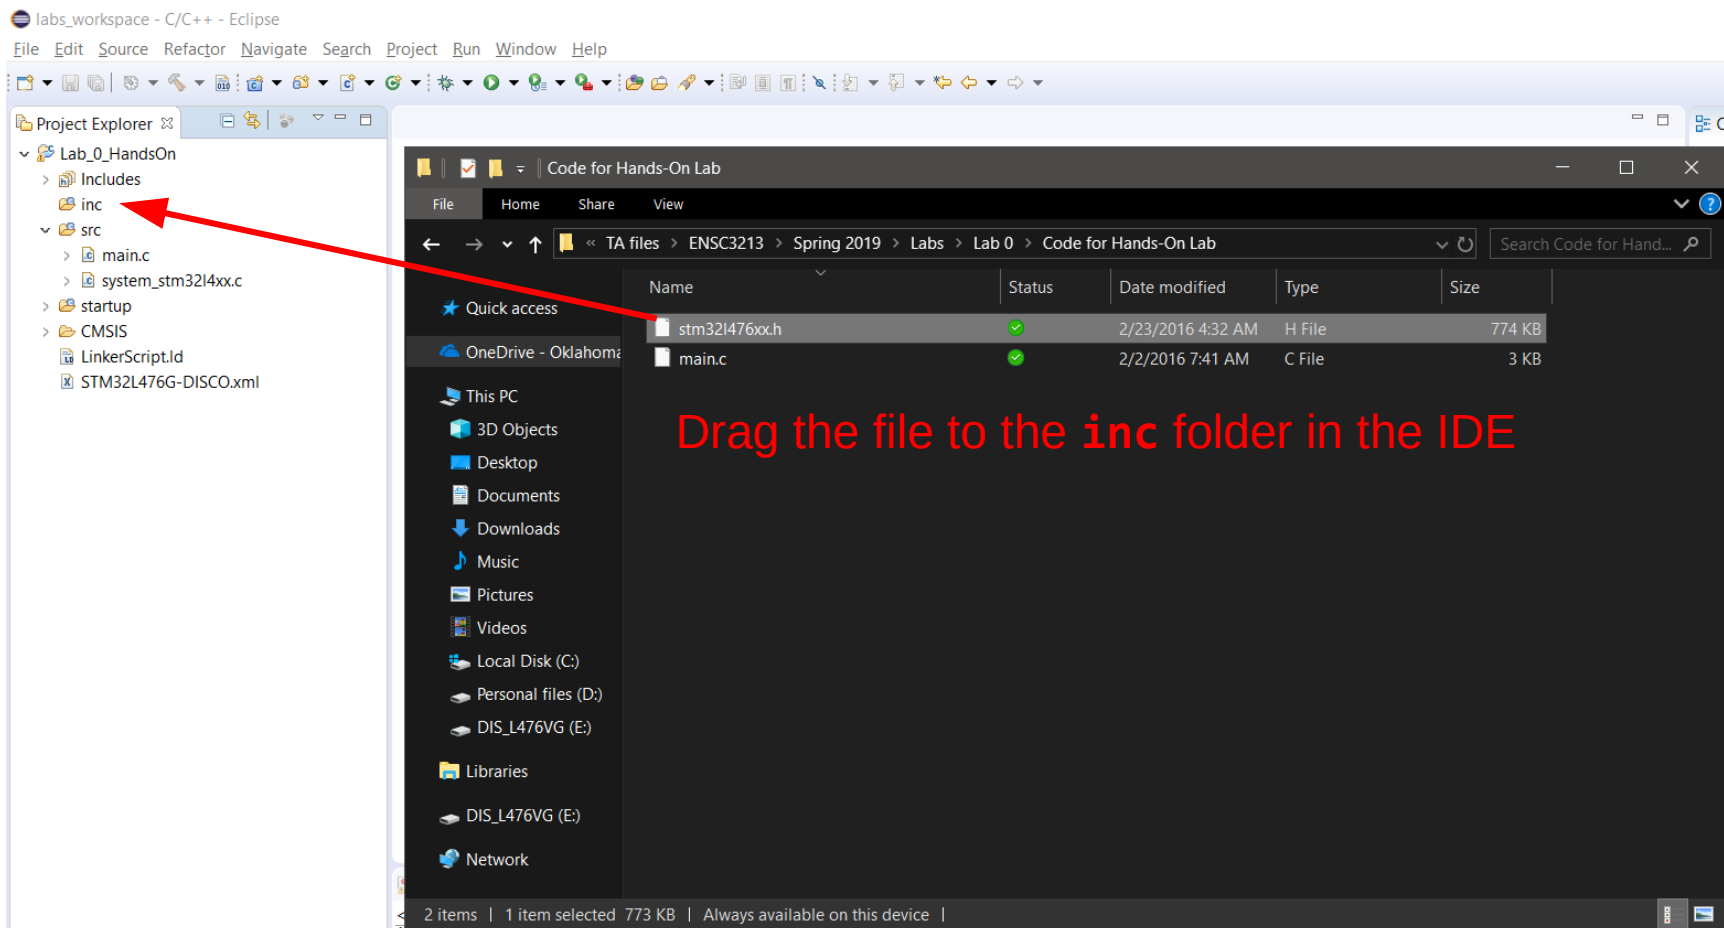 labs_workspace - C/C++ - Eclipse
File Edit Source Refactor Navigate Search Project Run Window Help
Project Explorer
Lab_0_HandsOn
Includes
inc
src
main.c
system_stm32l4xx.c
startup
CMSIS
LinkerScript.ld
STM32L476G-DISCO.xml
Code for Hands-On Lab
File Home Share View
« TA files > ENSC3213 > Spring 2019 > Labs > Lab 0 > Code for Hands-On Lab
Search Code for Hand...
Quick access
OneDrive - Oklahoma
This PC
3D Objects
Desktop
Documents
Downloads
Music
Pictures
Videos
Local Disk (C:)
Personal files (D:)
DIS_L476VG (E:)
Libraries
DIS_L476VG (E:)
Network
Name Status Date modified Type Size
stm32l476xx.h 2/23/2016 4:32 AM H File 774 KB
main.c 2/2/2016 7:41 AM C File 3 KB
Drag the file to the inc folder in the IDE
2 items | 1 item selected 773 KB | Always available on this device |